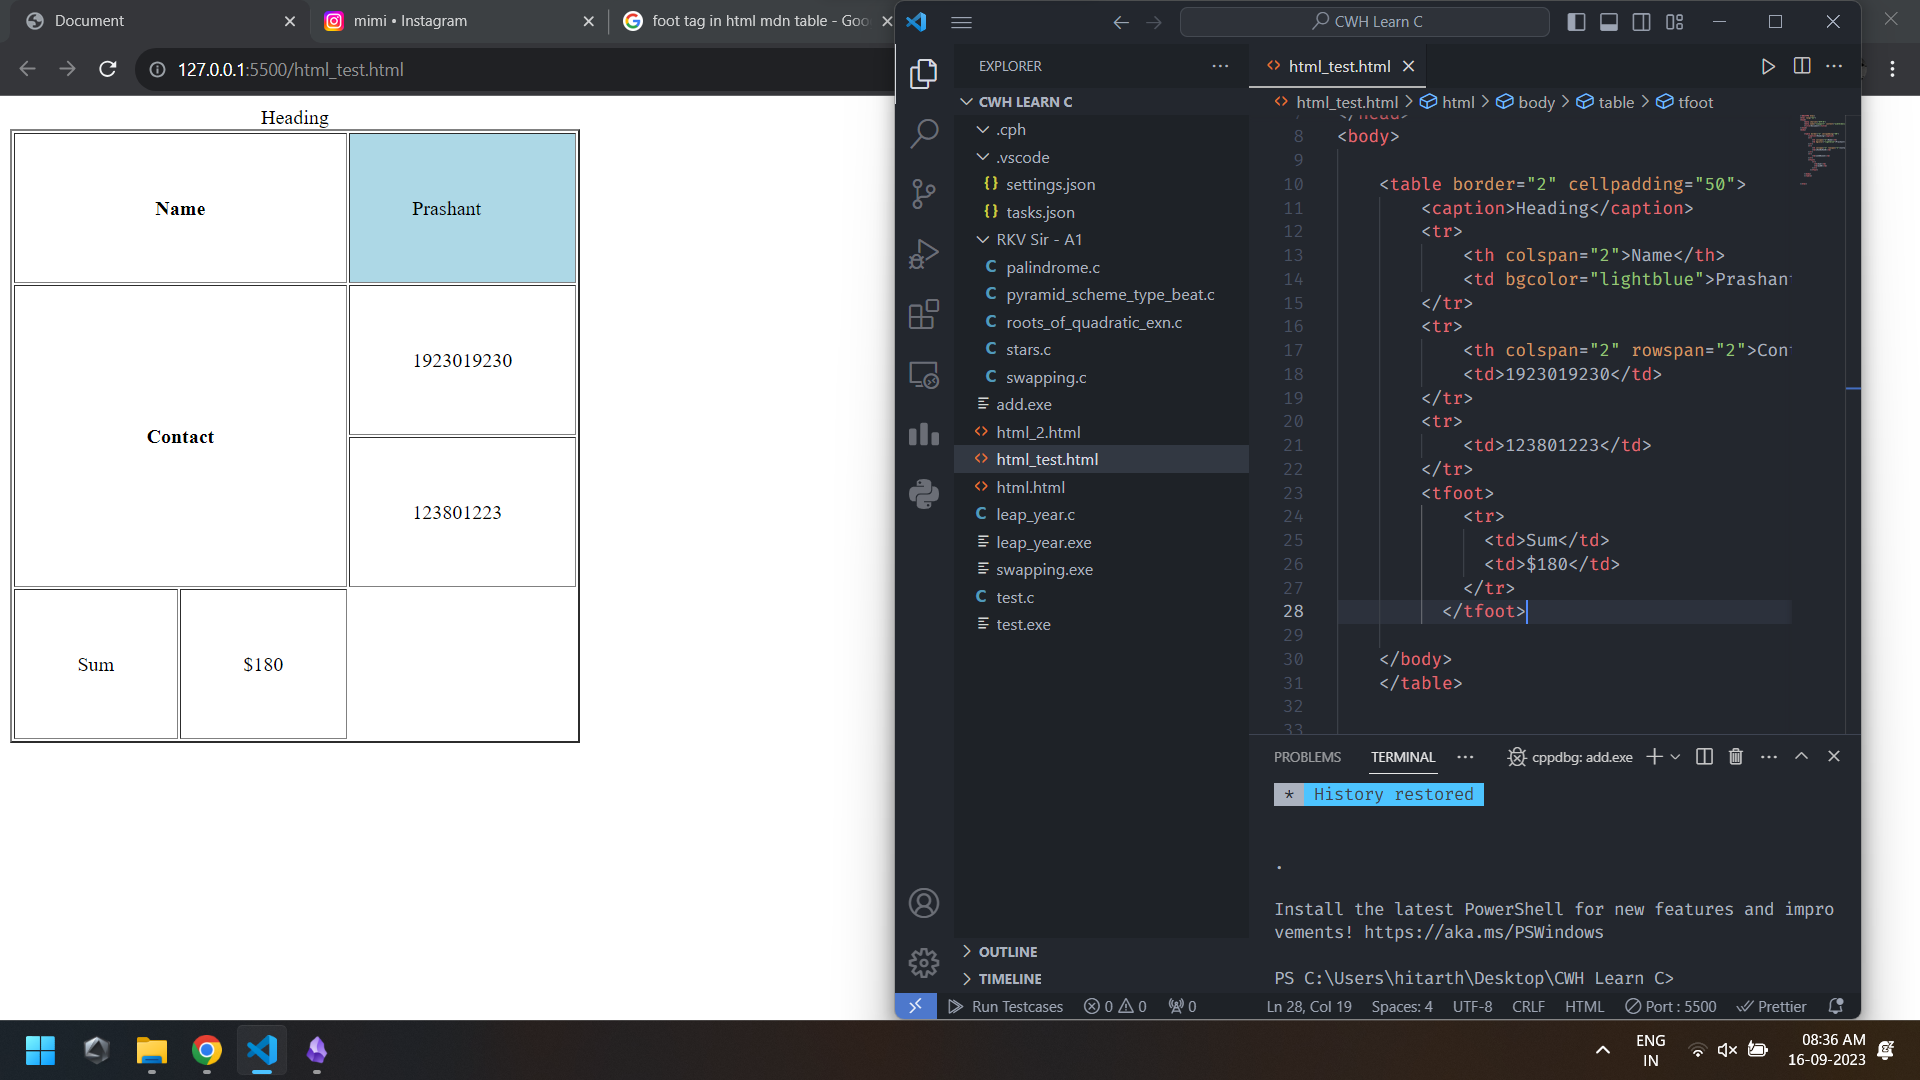 Document
mimi • Instagram
foot tag in html mdn table - Goo
127.0.0.1:5500/html_test.html
Heading
Name
Prashant
Contact
1923019230
123801223
Sum
$180
CWH Learn C
EXPLORER
CWH LEARN C
.cph
.vscode
{} settings.json
{} tasks.json
RKV Sir - A1
C palindrome.c
C pyramid_scheme_type_beat.c
C roots_of_quadratic_exn.c
C stars.c
C swapping.c
add.exe
<> html_2.html
<> html_test.html
<> html.html
C leap_year.c
leap_year.exe
swapping.exe
C test.c
test.exe
OUTLINE
TIMELINE
<> html_test.html
<> html_test.html > html > body > table > tfoot
7 </head>
8 <body>
9
10 <table border="2" cellpadding="50">
11 <caption>Heading</caption>
12 <tr>
13 <th colspan="2">Name</th>
14 <td bgcolor="lightblue">Prashan
15 </tr>
16 <tr>
17 <th colspan="2" rowspan="2">Con
18 <td>1923019230</td>
19 </tr>
20 <tr>
21 <td>123801223</td>
22 </tr>
23 <tfoot>
24 <tr>
25 <td>Sum</td>
26 <td>$180</td>
27 </tr>
28 </tfoot>
29
30 </body>
31 </table>
32
33
PROBLEMS TERMINAL ··· cppdbg: add.exe
* History restored
.
Install the latest PowerShell for new features and impro
vements! https://aka.ms/PSWindows
PS C:\Users\hitarth\Desktop\CWH Learn C>
Run Testcases 0 0 0 Ln 28, Col 19 Spaces: 4 UTF-8 CRLF HTML Port : 5500 Prettier
ENG
IN
08:36 AM
16-09-2023